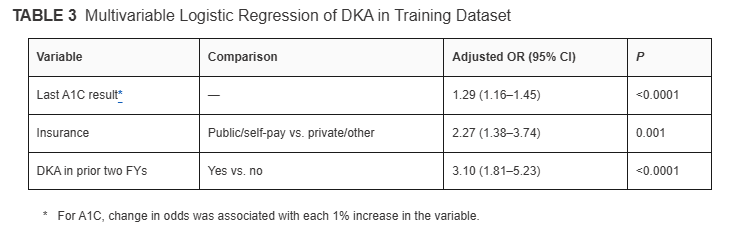 TABLE 3 Multivariable Logistic Regression of DKA in Training Dataset
Variable Comparison Adjusted OR (95% CI) P
Last A1C result* — 1.29 (1.16–1.45) <0.0001
Insurance Public/self-pay vs. private/other 2.27 (1.38–3.74) 0.001
DKA in prior two FYs Yes vs. no 3.10 (1.81–5.23) <0.0001
* For A1C, change in odds was associated with each 1% increase in the variable.